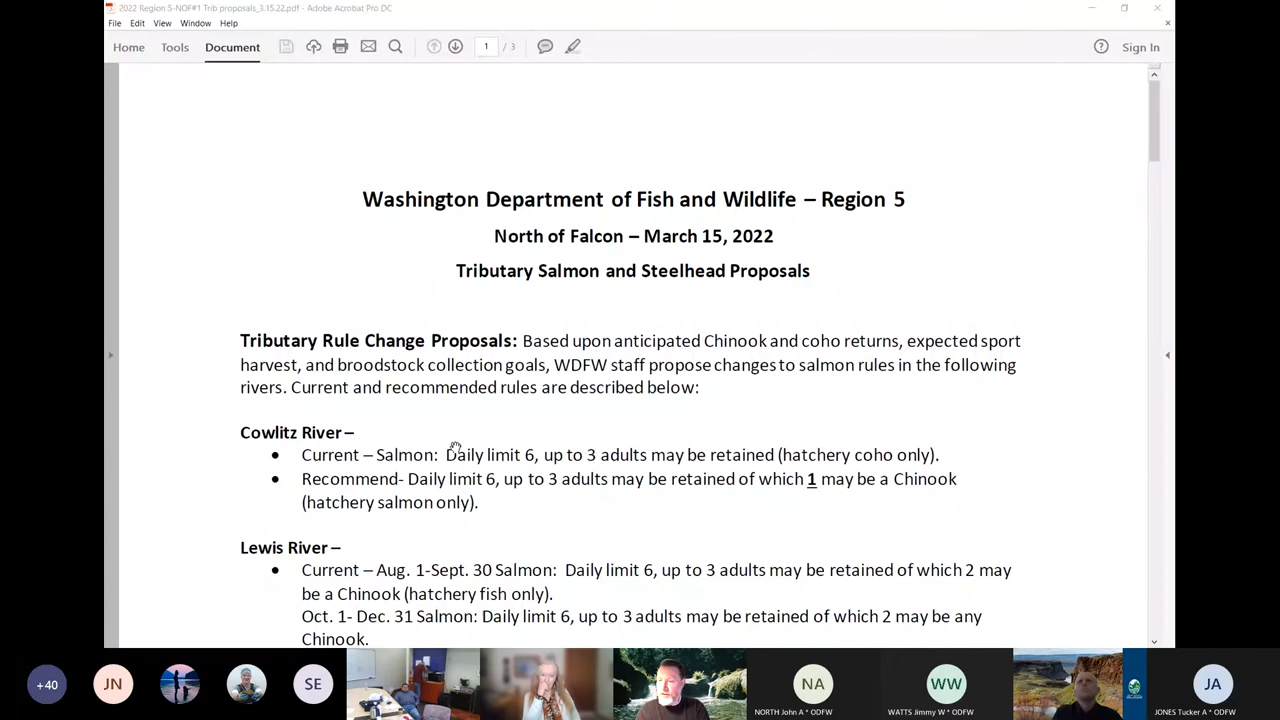 2022 Region 5-NOF#1 Trib proposals_3.15.22.pdf - Adobe Acrobat Pro DC
File Edit View Window Help
Home Tools Document 1 / 3 Sign In
Washington Department of Fish and Wildlife – Region 5
North of Falcon – March 15, 2022
Tributary Salmon and Steelhead Proposals
Tributary Rule Change Proposals: Based upon anticipated Chinook and coho returns, expected sport
harvest, and broodstock collection goals, WDFW staff propose changes to salmon rules in the following
rivers. Current and recommended rules are described below:
Cowlitz River –
• Current – Salmon: Daily limit 6, up to 3 adults may be retained (hatchery coho only).
• Recommend- Daily limit 6, up to 3 adults may be retained of which 1 may be a Chinook
(hatchery salmon only).
Lewis River –
• Current – Aug. 1-Sept. 30 Salmon: Daily limit 6, up to 3 adults may be retained of which 2 may
be a Chinook (hatchery fish only).
Oct. 1- Dec. 31 Salmon: Daily limit 6, up to 3 adults may be retained of which 2 may be any
Chinook.
+40 JN SE NA WW JA
NORTH John A * ODFW WATTS Jimmy W * ODFW JONES Tucker A * ODFW